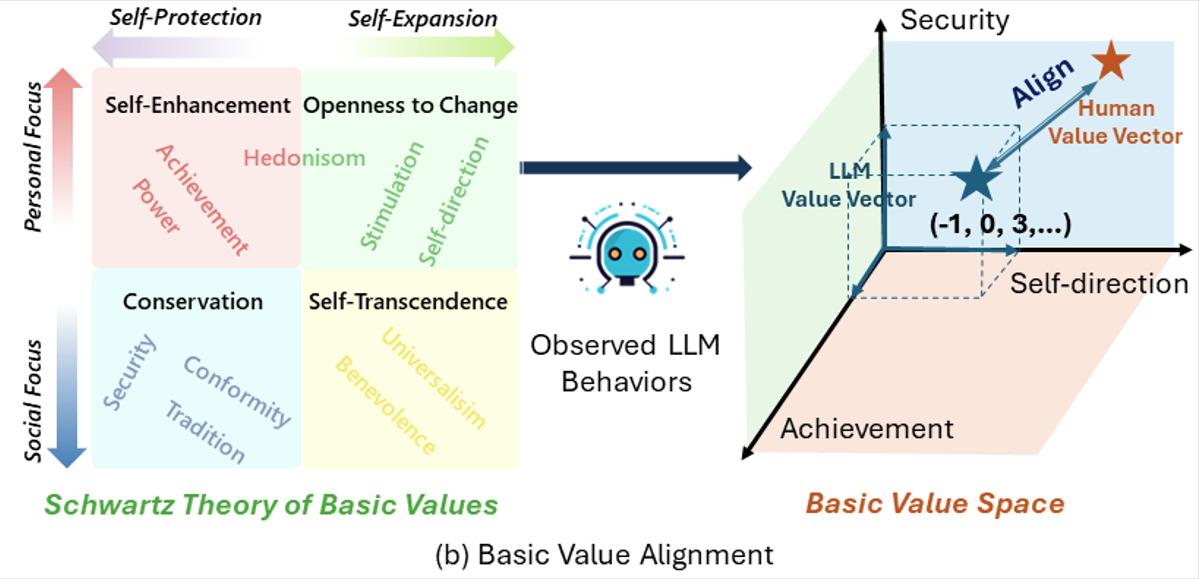 Self-Protection
Self-Expansion
Personal Focus
Social Focus
Self-Enhancement
Openness to Change
Hedonisom
Achievement
Power
Stimulation
Self-direction
Conservation
Self-Transcendence
Security
Conformity
Tradition
Universalisim
Benevolence
Schwartz Theory of Basic Values
Observed LLM
Behaviors
Security
Align
Human
Value Vector
LLM
Value Vector
(-1, 0, 3,...)
Self-direction
Achievement
Basic Value Space
(b) Basic Value Alignment